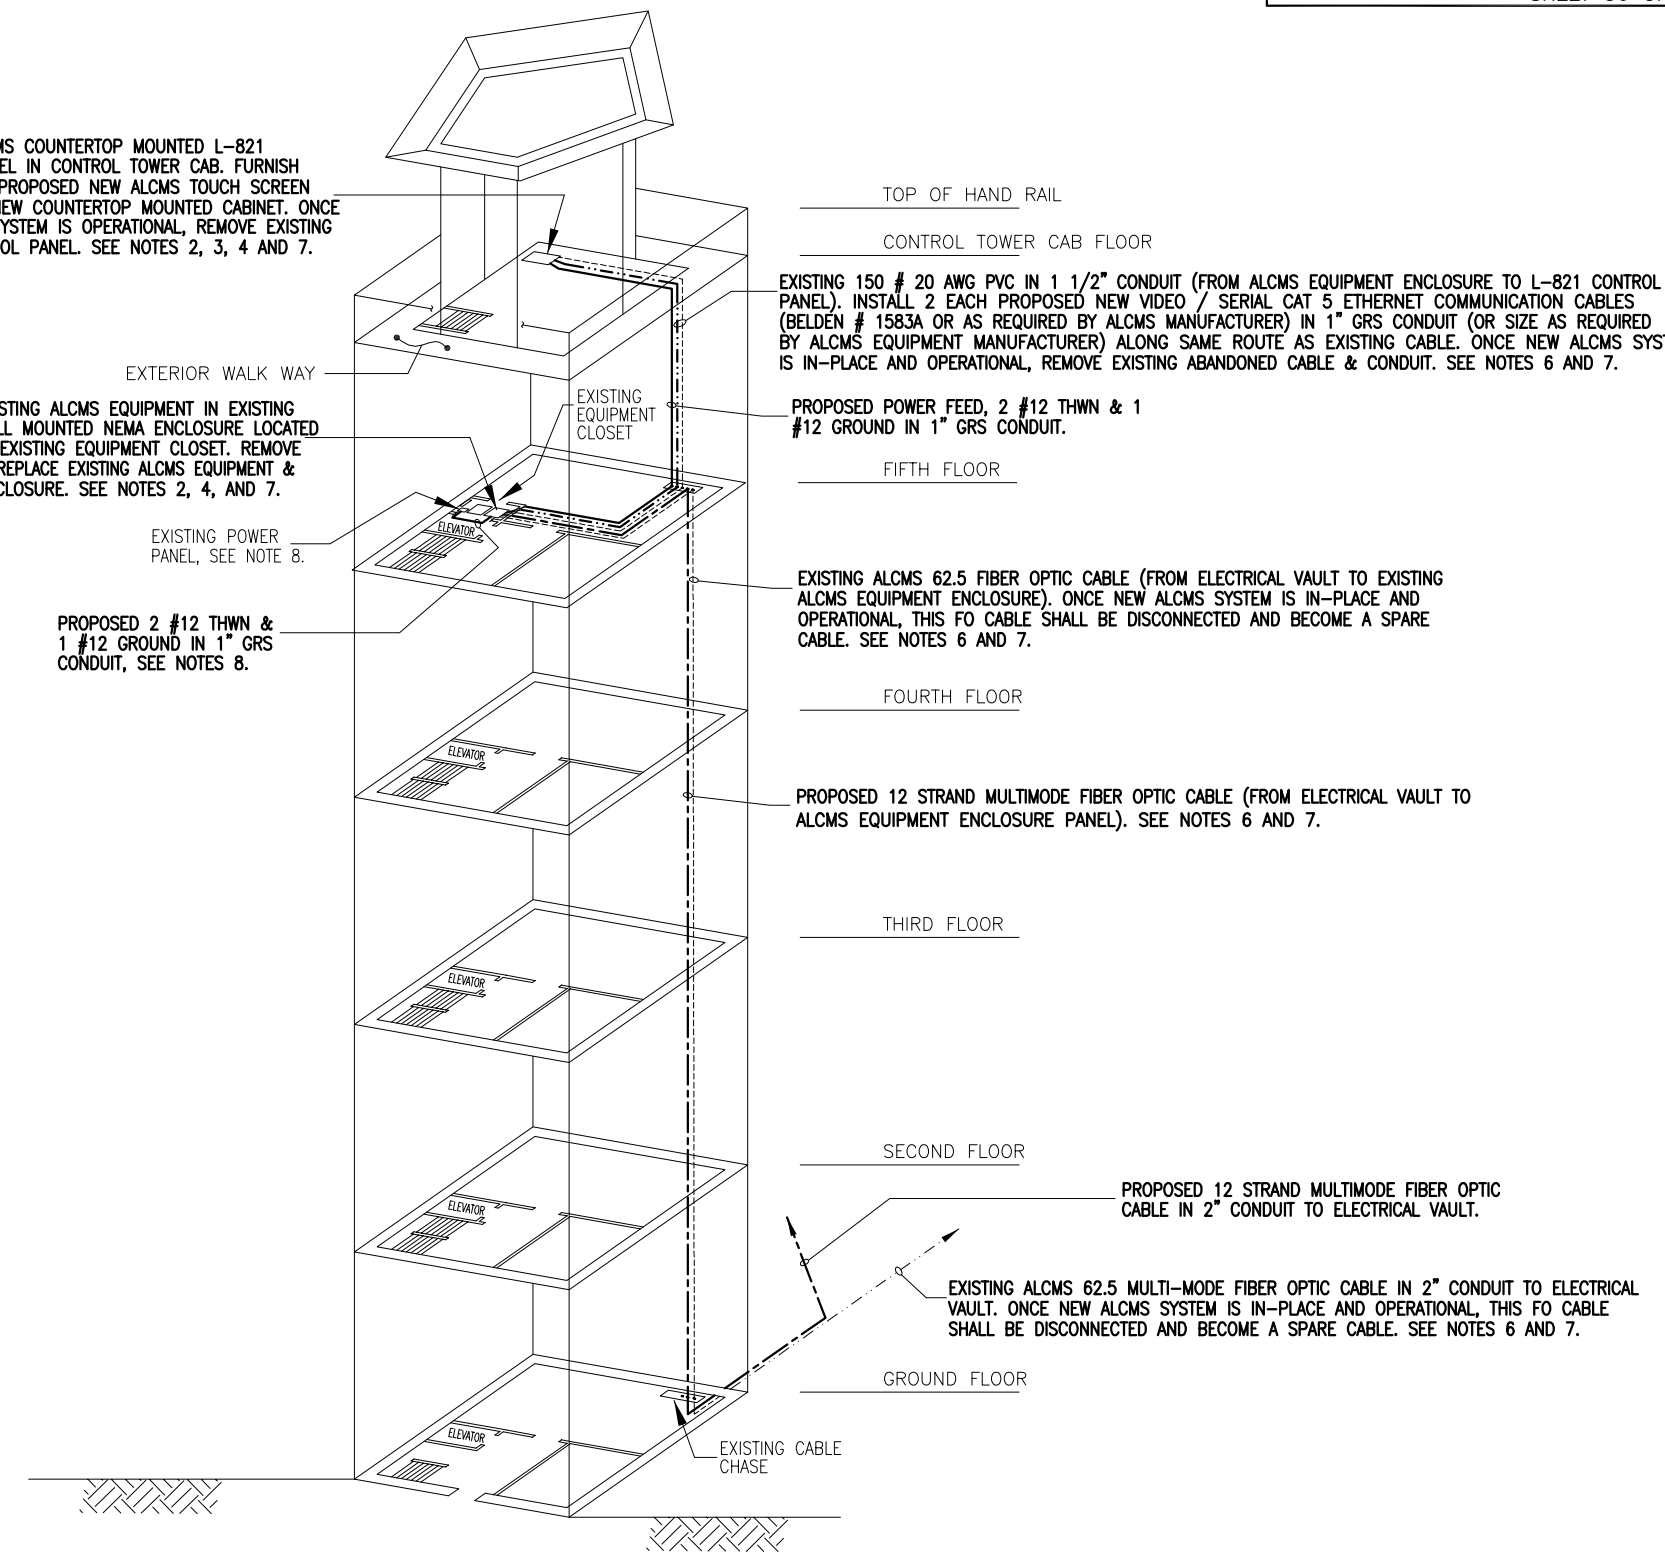 MS COUNTERTOP MOUNTED L-821
EL IN CONTROL TOWER CAB. FURNISH
PROPOSED NEW ALCMS TOUCH SCREEN
NEW COUNTERTOP MOUNTED CABINET. ONCE
YSTEM IS OPERATIONAL, REMOVE EXISTING
OL PANEL. SEE NOTES 2, 3, 4 AND 7.
TOP OF HAND RAIL
CONTROL TOWER CAB FLOOR
EXISTING 150 # 20 AWG PVC IN 1 1/2" CONDUIT (FROM ALCMS EQUIPMENT ENCLOSURE TO L-821 CONTROL
PANEL). INSTALL 2 EACH PROPOSED NEW VIDEO / SERIAL CAT 5 ETHERNET COMMUNICATION CABLES
(BELDEN # 1583A OR AS REQUIRED BY ALCMS MANUFACTURER) IN 1" GRS CONDUIT (OR SIZE AS REQUIRED
BY ALCMS EQUIPMENT MANUFACTURER) ALONG SAME ROUTE AS EXISTING CABLE. ONCE NEW ALCMS SYST
IS IN-PLACE AND OPERATIONAL, REMOVE EXISTING ABANDONED CABLE & CONDUIT. SEE NOTES 6 AND 7.
EXTERIOR WALK WAY
STING ALCMS EQUIPMENT IN EXISTING
LL MOUNTED NEMA ENCLOSURE LOCATED
EXISTING EQUIPMENT CLOSET. REMOVE
REPLACE EXISTING ALCMS EQUIPMENT &
CLOSURE. SEE NOTES 2, 4, AND 7.
EXISTING
EQUIPMENT
CLOSET
PROPOSED POWER FEED, 2 #12 THWN & 1
#12 GROUND IN 1" GRS CONDUIT.
FIFTH FLOOR
EXISTING POWER
PANEL, SEE NOTE 8.
ELEVATOR
EXISTING ALCMS 62.5 FIBER OPTIC CABLE (FROM ELECTRICAL VAULT TO EXISTING
ALCMS EQUIPMENT ENCLOSURE). ONCE NEW ALCMS SYSTEM IS IN-PLACE AND
OPERATIONAL, THIS FO CABLE SHALL BE DISCONNECTED AND BECOME A SPARE
CABLE. SEE NOTES 6 AND 7.
PROPOSED 2 #12 THWN &
1 #12 GROUND IN 1" GRS
CONDUIT, SEE NOTES 8.
FOURTH FLOOR
ELEVATOR
PROPOSED 12 STRAND MULTIMODE FIBER OPTIC CABLE (FROM ELECTRICAL VAULT TO
ALCMS EQUIPMENT ENCLOSURE PANEL). SEE NOTES 6 AND 7.
THIRD FLOOR
ELEVATOR
SECOND FLOOR
ELEVATOR
PROPOSED 12 STRAND MULTIMODE FIBER OPTIC
CABLE IN 2" CONDUIT TO ELECTRICAL VAULT.
EXISTING ALCMS 62.5 MULTI-MODE FIBER OPTIC CABLE IN 2" CONDUIT TO ELECTRICAL
VAULT. ONCE NEW ALCMS SYSTEM IS IN-PLACE AND OPERATIONAL, THIS FO CABLE
SHALL BE DISCONNECTED AND BECOME A SPARE CABLE. SEE NOTES 6 AND 7.
GROUND FLOOR
ELEVATOR
EXISTING CABLE
CHASE